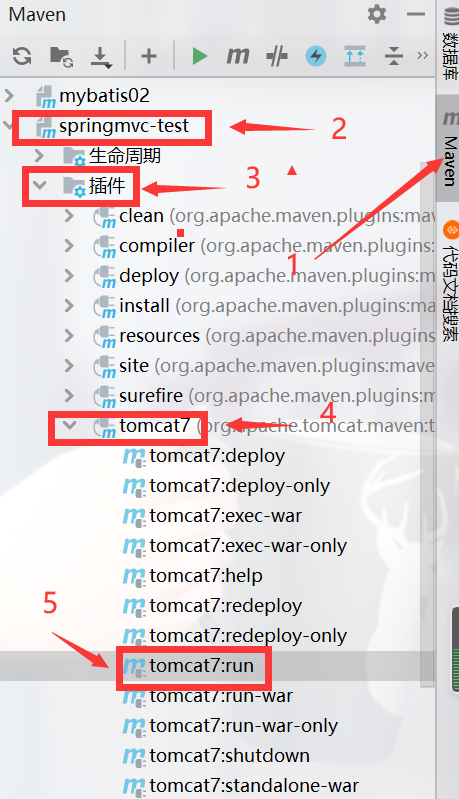 Maven
数据库
mybatis02
springmvc-test
2
生命周期
Maven
插件
3
clean (org.apache.maven.plugins:mav
compiler (org.apache.maven.plugins:
1
deploy (org.apache.maven.plugins:m
代码文档搜索
install (org.apache.maven.plugins:ma
resources (org.apache.maven.plugins
site (org.apache.maven.plugins:mave
surefire (org.apache.maven.plugins:m
tomcat7 (org.apache.tomcat.maven:t
4
tomcat7:deploy
tomcat7:deploy-only
tomcat7:exec-war
tomcat7:exec-war-only
tomcat7:help
5
tomcat7:redeploy
tomcat7:redeploy-only
tomcat7:run
tomcat7:run-war
tomcat7:run-war-only
tomcat7:shutdown
tomcat7:standalone-war